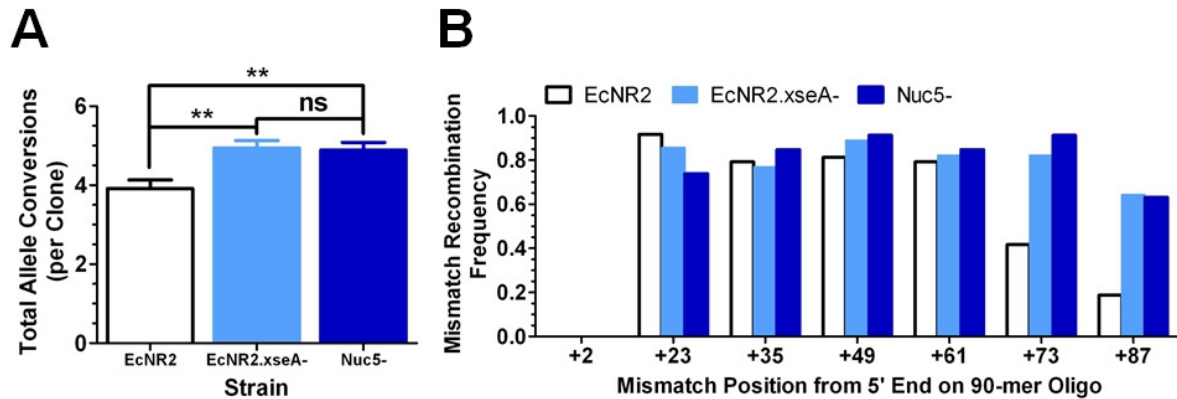 A
Total Allele Conversions
(per Clone)
6
4
2
0
**
**
ns
EcNR2
EcNR2.xseA-
Nuc5-
Strain
B
EcNR2
EcNR2.xseA-
Nuc5-
Mismatch Recombination
Frequency
1.0
0.8
0.6
0.4
0.2
0.0
+2
+23
+35
+49
+61
+73
+87
Mismatch Position from 5' End on 90-mer Oligo